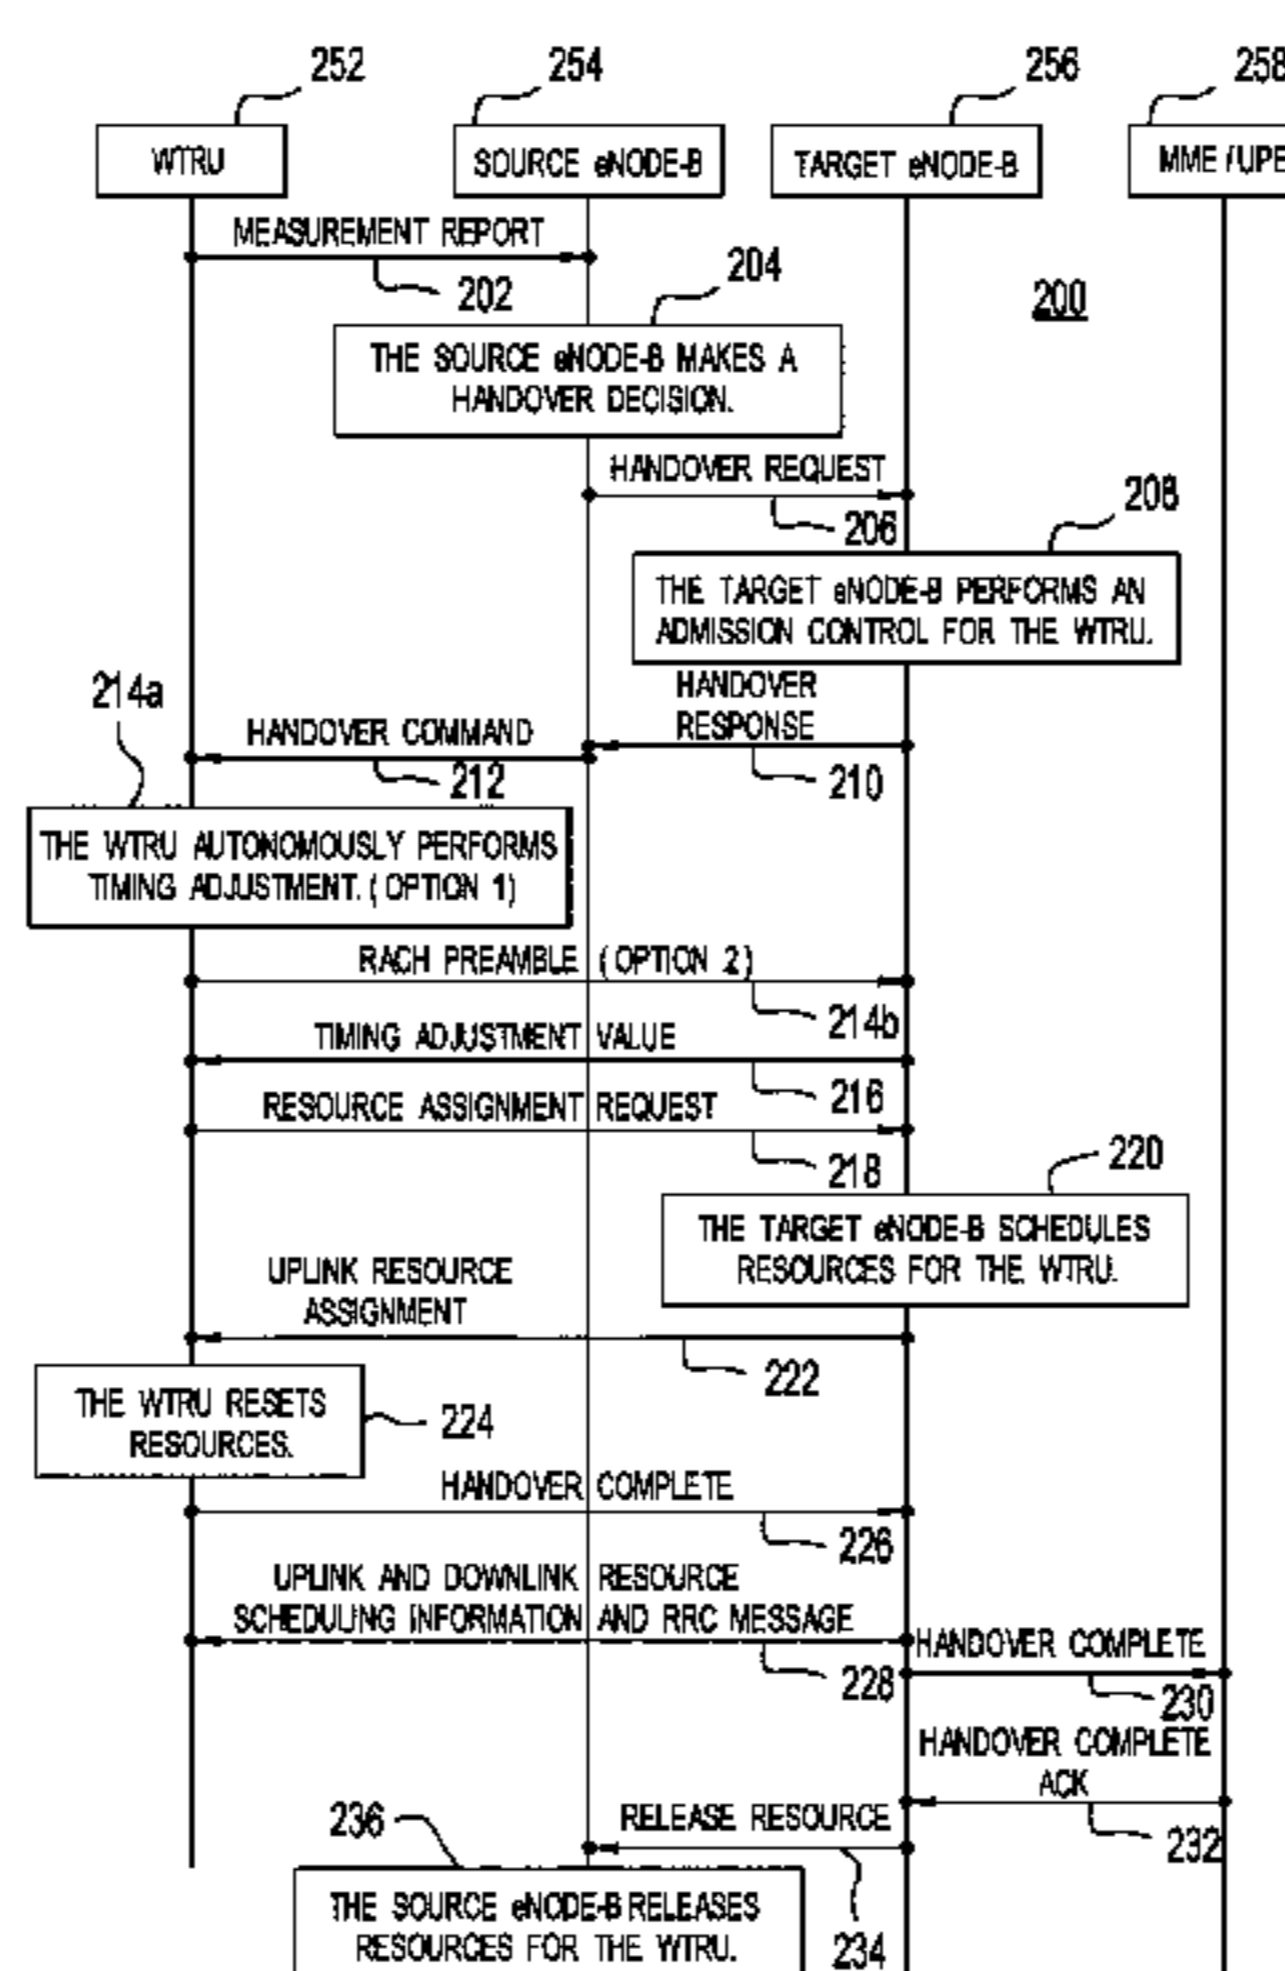 252
254
256
258
WTRU
SOURCE eNODE-B
TARGET eNODE-B
MME / UPE
MEASUREMENT REPORT
202
204
200
THE SOURCE eNODE-B MAKES A
HANDOVER DECISION.
HANDOVER REQUEST
206
208
THE TARGET eNODE-B PERFORMS AN
ADMISSION CONTROL FOR THE WTRU.
HANDOVER
RESPONSE
210
214a
HANDOVER COMMAND
212
THE WTRU AUTONOMOUSLY PERFORMS
TIMING ADJUSTMENT. ( OPTION 1)
RACH PREAMBLE ( OPTION 2 )
214b
TIMING ADJUSTMENT VALUE
216
RESOURCE ASSIGNMENT REQUEST
218
220
THE TARGET eNODE-B SCHEDULES
RESOURCES FOR THE WTRU.
UPLINK RESOURCE
ASSIGNMENT
222
THE WTRU RESETS
RESOURCES.
224
HANDOVER COMPLETE
226
UPLINK AND DOWNLINK RESOURCE
SCHEDULING INFORMATION AND RRC MESSAGE
228
HANDOVER COMPLETE
230
HANDOVER COMPLETE
ACK
232
RELEASE RESOURCE
234
236
THE SOURCE eNODE-B RELEASES
RESOURCES FOR THE WTRU.